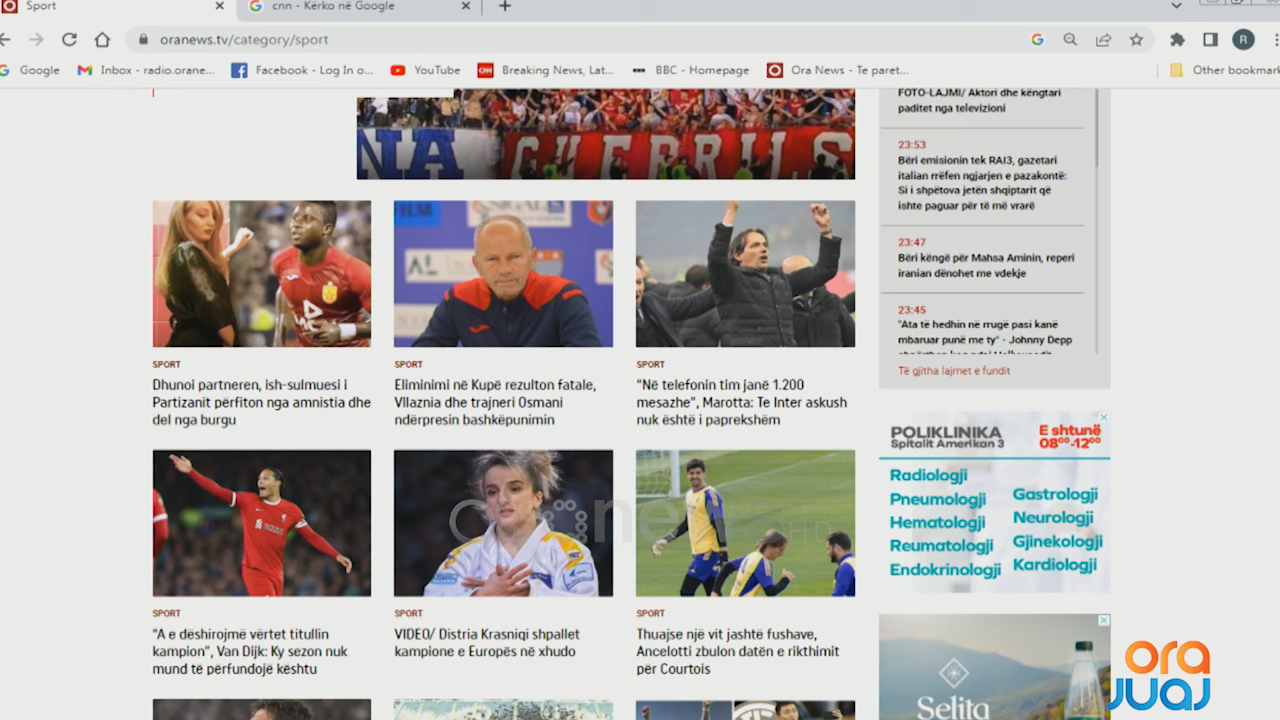 Sport
cnn - Kërko në Google
oranews.tv/category/sport
R
Google
Inbox - radio.orane...
Facebook - Log In o...
YouTube
CNN
Breaking News, Lat...
BBC - Homepage
Ora News - Te paret...
Other bookmark
NA GUERRILS
FOTO-LAJMI/ Aktori dhe këngtari
paditet nga televizioni
23:53
Bëri emisionin tek RAI3, gazetari
italian rrëfen ngjarjen e pazakontë:
Si i shpëtova jetën shqiptarit që
ishte paguar për të më vrarë
23:47
Bëri këngë për Mahsa Aminin, reperi
iranian dënohet me vdekje
23:45
"Ata të hedhin në rrugë pasi kanë
mbaruar punë me ty" - Johnny Depp
Të gjitha lajmet e fundit
SPORT
Dhunoi partneren, ish-sulmuesi i
Partizanit përfiton nga amnistia dhe
del nga burgu
SPORT
Eliminimi në Kupë rezulton fatale,
Vllaznia dhe trajneri Osmani
ndërpresin bashkëpunimin
SPORT
"Në telefonin tim janë 1.200
mesazhe", Marotta: Te Inter askush
nuk është i paprekshëm
SPORT
"A e dëshirojmë vërtet titullin
kampion", Van Dijk: Ky sezon nuk
mund të përfundojë kështu
SPORT
VIDEO/ Distria Krasniqi shpallet
kampione e Europës në xhudo
SPORT
Thuajse një vit jashtë fushave,
Ancelotti zbulon datën e rikthimit
për Courtois
POLIKLINIKA
Spitalit Amerikan 3
E shtunë
08⁰⁰-12⁰⁰
Radiologji
Pneumologji
Hematologji
Reumatologji
Endokrinologji
Gastrologji
Neurologji
Gjinekologji
Kardiologji
Selita
oranews
ora
JUAJ